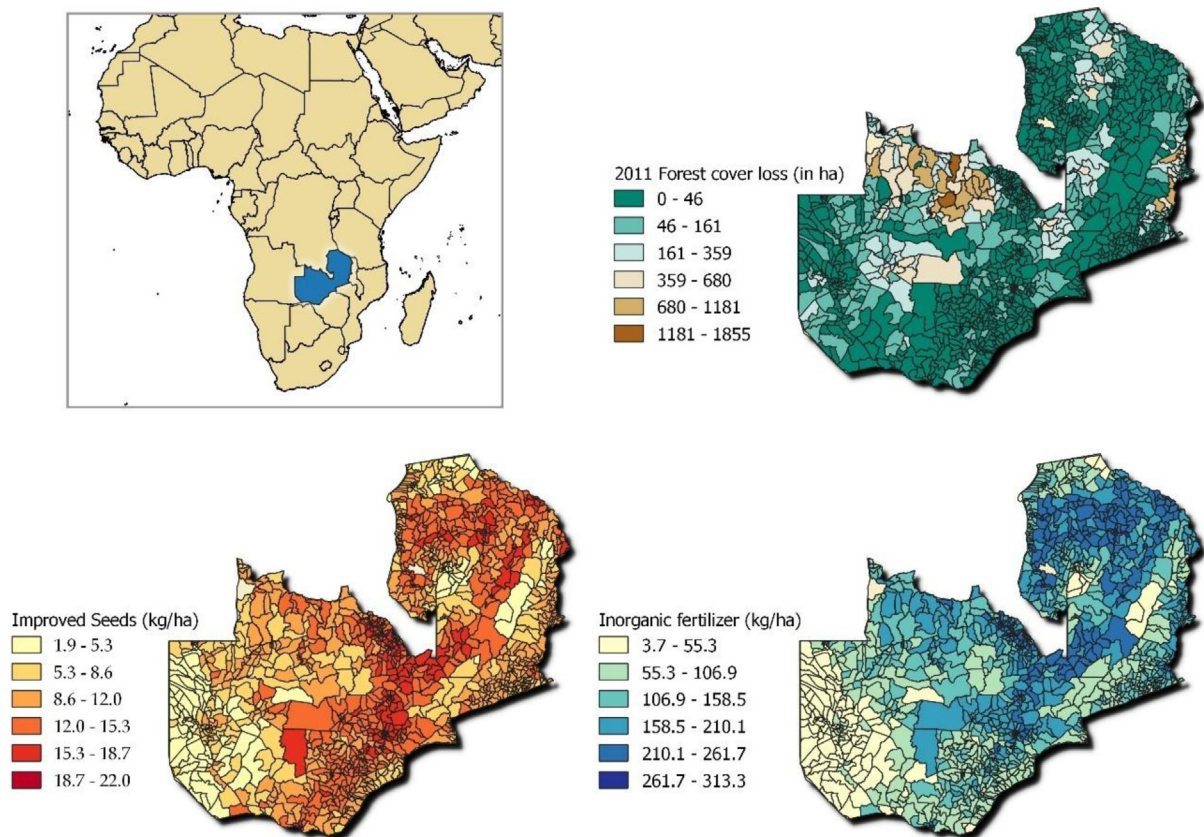 2011 Forest cover loss (in ha)
0 - 46
46 - 161
161 - 359
359 - 680
680 - 1181
1181 - 1855
Improved Seeds (kg/ha)
1.9 - 5.3
5.3 - 8.6
8.6 - 12.0
12.0 - 15.3
15.3 - 18.7
18.7 - 22.0
Inorganic fertilizer (kg/ha)
3.7 - 55.3
55.3 - 106.9
106.9 - 158.5
158.5 - 210.1
210.1 - 261.7
261.7 - 313.3